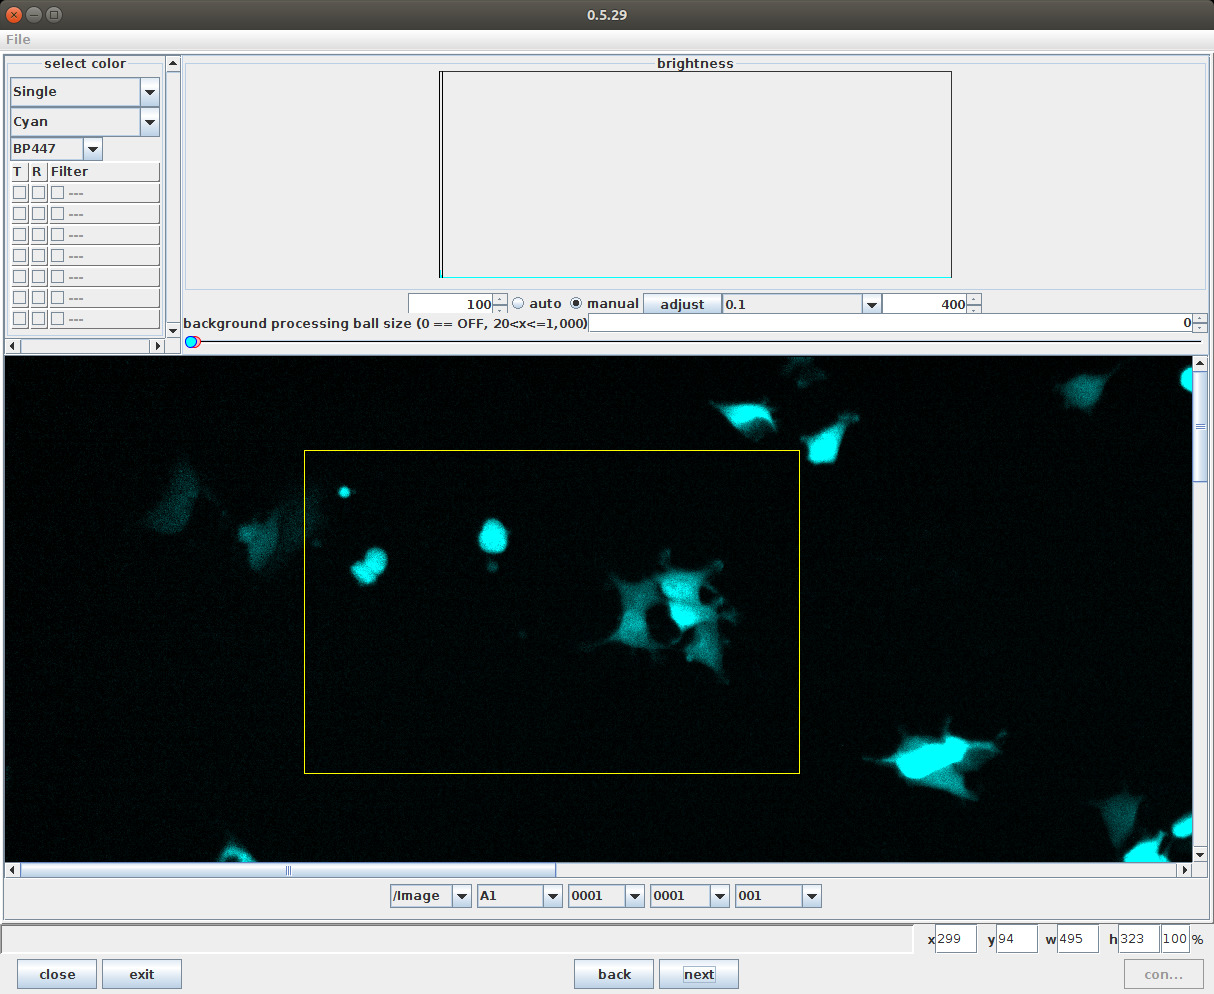 0.5.29
File
select color
Single
Cyan
BP447
T R Filter
---
---
---
---
---
---
---
brightness
100 auto manual adjust 0.1 400
background processing ball size (0 == OFF, 20<x<=1,000) 0
/Image A1 0001 0001 001
x 299 y 94 w 495 h 323 100 %
close exit back next con...